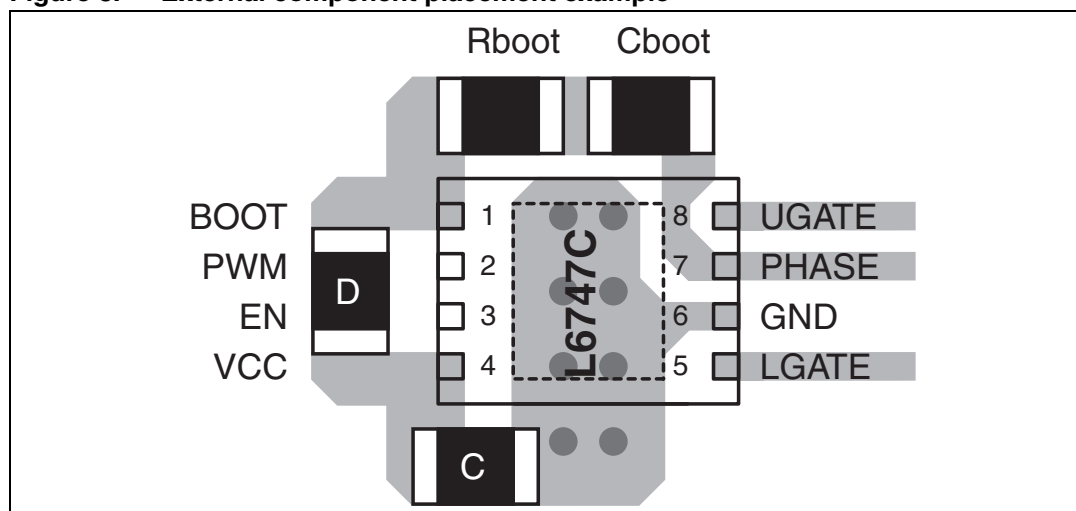 Figure
External component placement example
Rboot Cboot
BOOT 1 8 UGATE
PWM 2 7 PHASE
EN 3 6 GND
VCC 4 5 LGATE
L6747C
D
C